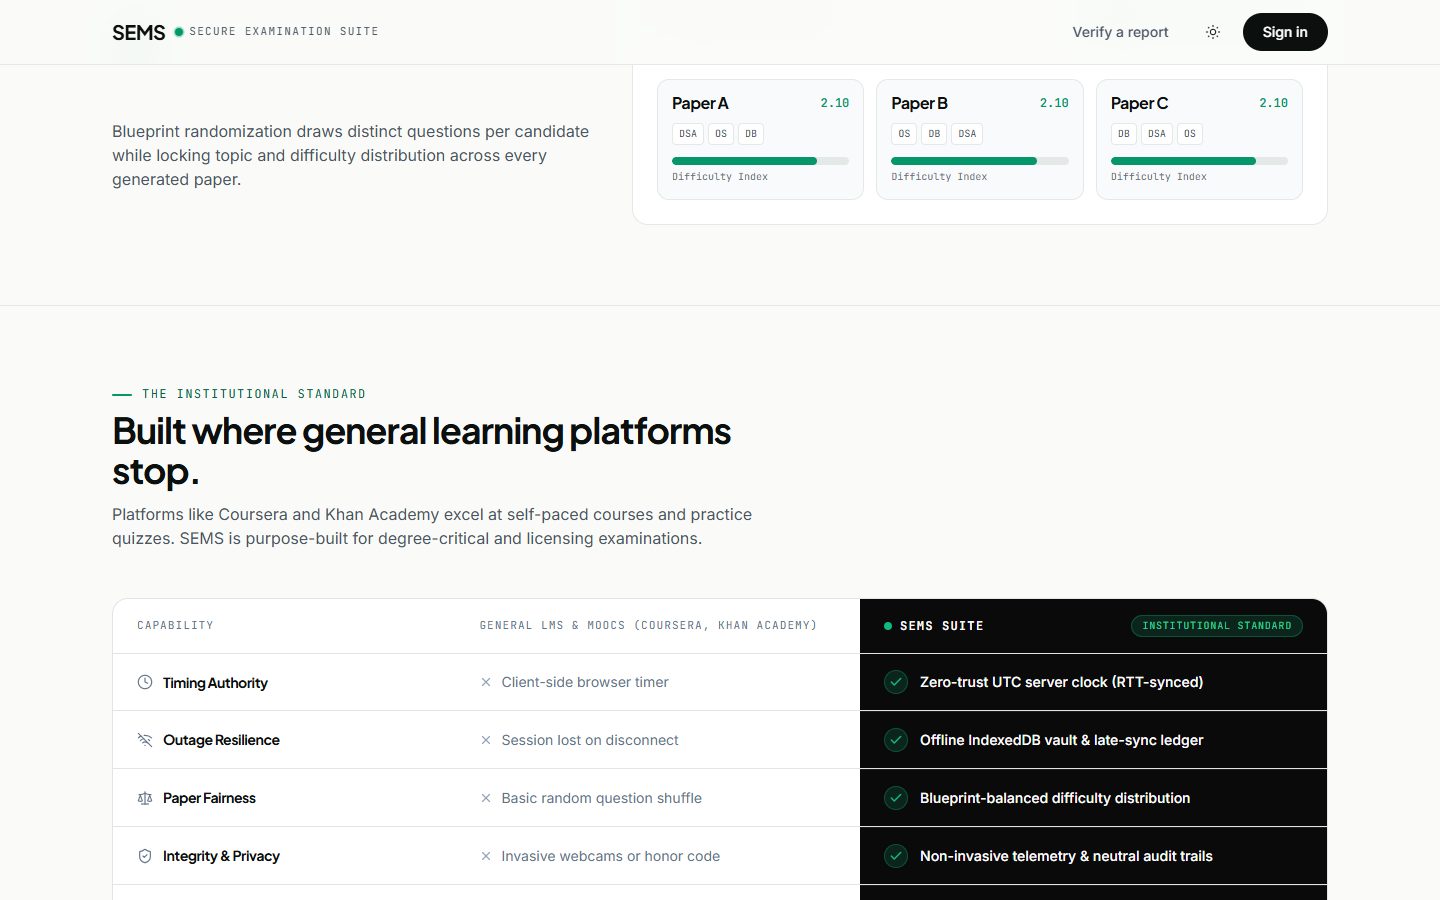 SEMS SECURE EXAMINATION SUITE
Verify a report
Sign in
Blueprint randomization draws distinct questions per candidate
while locking topic and difficulty distribution across every
generated paper.
Paper A 2.10
DSA OS DB
Difficulty Index
Paper B 2.10
OS DB DSA
Difficulty Index
Paper C 2.10
DB DSA OS
Difficulty Index
THE INSTITUTIONAL STANDARD
Built where general learning platforms
stop.
Platforms like Coursera and Khan Academy excel at self-paced courses and practice
quizzes. SEMS is purpose-built for degree-critical and licensing examinations.
CAPABILITY GENERAL LMS & MOOCS (COURSERA, KHAN ACADEMY) SEMS SUITE INSTITUTIONAL STANDARD
Timing Authority Client-side browser timer Zero-trust UTC server clock (RTT-synced)
Outage Resilience Session lost on disconnect Offline IndexedDB vault & late-sync ledger
Paper Fairness Basic random question shuffle Blueprint-balanced difficulty distribution
Integrity & Privacy Invasive webcams or honor code Non-invasive telemetry & neutral audit trails